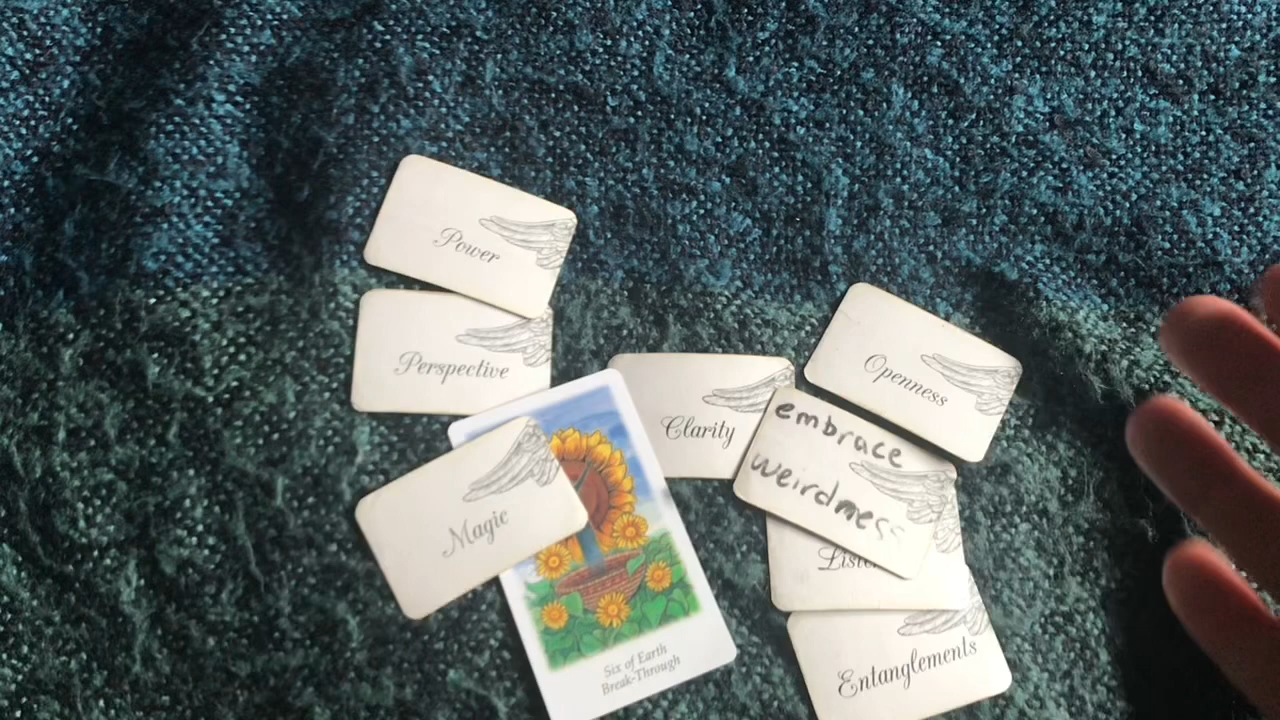 Power
Perspective
Magic
Clarity
Openness
embrace
weirdness
Entanglements
Six of Earth
Break-Through